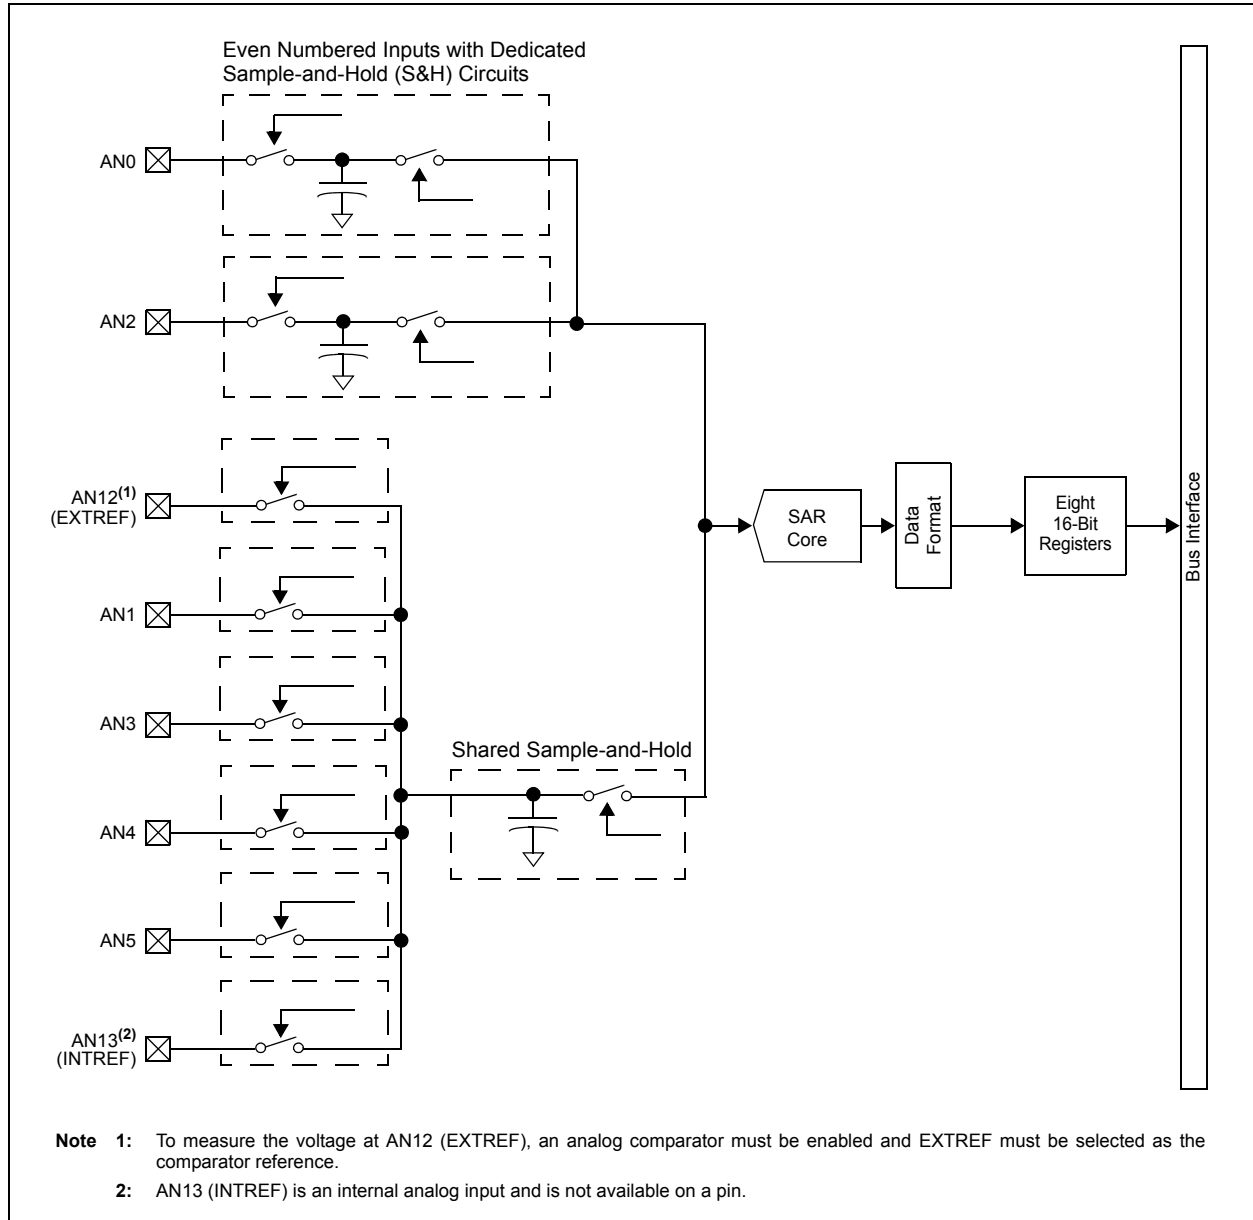 Even Numbered Inputs with Dedicated
Sample-and-Hold (S&H) Circuits
AN0
AN2
AN12(1)
(EXTREF)
AN1
AN3
AN4
AN5
AN13(2)
(INTREF)
Shared Sample-and-Hold
SAR
Core
Data
Format
Eight
16-Bit
Registers
Bus Interface
Note 1: To measure the voltage at AN12 (EXTREF), an analog comparator must be enabled and EXTREF must be selected as the
comparator reference.
2: AN13 (INTREF) is an internal analog input and is not available on a pin.